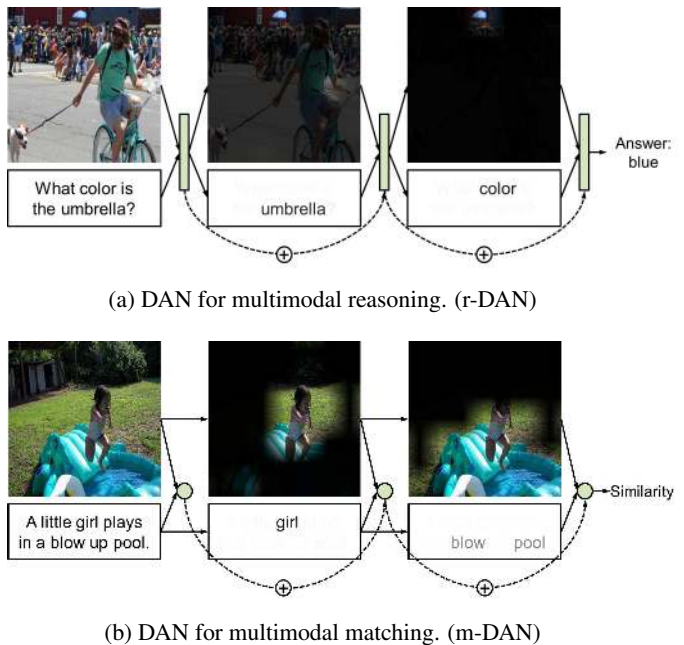 What color is
the umbrella?
umbrella
color
Answer:
blue
(a) DAN for multimodal reasoning. (r-DAN)
A little girl plays
in a blow up pool.
girl
blow pool
Similarity
(b) DAN for multimodal matching. (m-DAN)